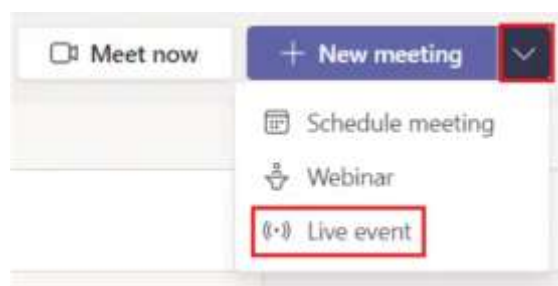 Meet now
+ New meeting
Schedule meeting
Webinar
Live event